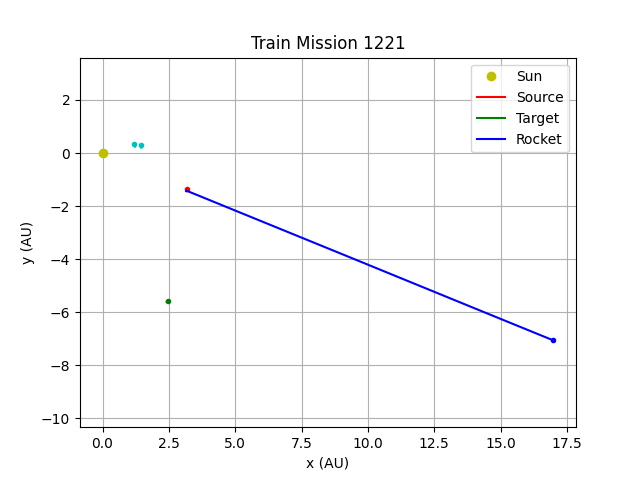 Train Mission 1221
Sun
Source
Target
Rocket
2
0
−2
−4
−6
−8
−10
y (AU)
0.0 2.5 5.0 7.5 10.0 12.5 15.0 17.5
x (AU)